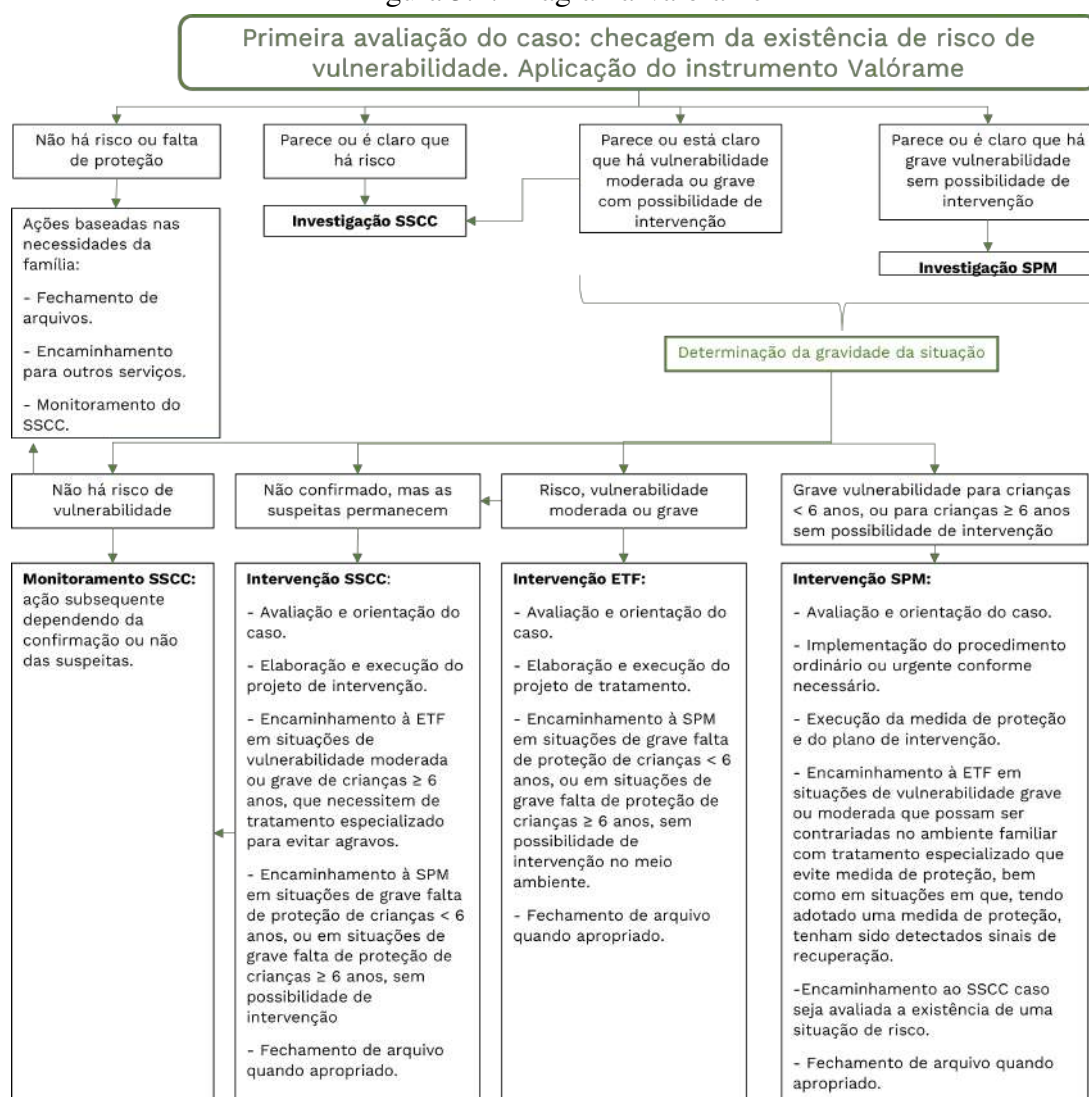 Primeira avaliação do caso: checagem da existência de risco de
vulnerabilidade. Aplicação do instrumento Valórame
Não há risco ou falta
de proteção
Parece ou é claro que
há risco
Parece ou está claro
que há vulnerabilidade
moderada ou grave
com possibilidade de
intervenção
Parece ou é claro que há
grave vulnerabilidade
sem possibilidade de
intervenção
Ações baseadas nas
necessidades da
família:
- Fechamento de
arquivos.
- Encaminhamento
para outros serviços.
- Monitoramento do
SSCC.
Investigação SSCC
Investigação SPM
Determinação da gravidade da situação
Não há risco de
vulnerabilidade
Não confirmado, mas as
suspeitas permanecem
Risco, vulnerabilidade
moderada ou grave
Grave vulnerabilidade para crianças
< 6 anos, ou para crianças ≥ 6 anos
sem possibilidade de intervenção
Monitoramento SSCC:
ação subsequente
dependendo da
confirmação ou não
das suspeitas.
Intervenção SSCC:
- Avaliação e orientação do
caso.
- Elaboração e execução do
projeto de intervenção.
- Encaminhamento à ETF
em situações de
vulnerabilidade moderada
ou grave de crianças ≥ 6
anos, que necessitem de
tratamento especializado
para evitar agravos.
- Encaminhamento à SPM
em situações de grave falta
de proteção de crianças < 6
anos, ou em situações de
grave falta de proteção de
crianças ≥ 6 anos, sem
possibilidade de
intervenção
- Fechamento de arquivo
quando apropriado.
Intervenção ETF:
- Avaliação e orientação do
caso.
- Elaboração e execução do
projeto de tratamento.
- Encaminhamento à SPM
em situações de grave falta
de proteção de crianças < 6
anos, ou em situações de
grave falta de proteção de
crianças ≥ 6 anos, sem
possibilidade de
intervenção no meio
ambiente.
- Fechamento de arquivo
quando apropriado.
Intervenção SPM:
- Avaliação e orientação do caso.
- Implementação do procedimento
ordinário ou urgente conforme
necessário.
- Execução da medida de proteção
e do plano de intervenção.
- Encaminhamento à ETF em
situações de vulnerabilidade grave
ou moderada que possam ser
contrariadas no ambiente familiar
com tratamento especializado que
evite medida de proteção, bem
como em situações em que, tendo
adotado uma medida de proteção,
tenham sido detectados sinais de
recuperação.
-Encaminhamento ao SSCC caso
seja avaliada a existência de uma
situação de risco.
- Fechamento de arquivo quando
apropriado.